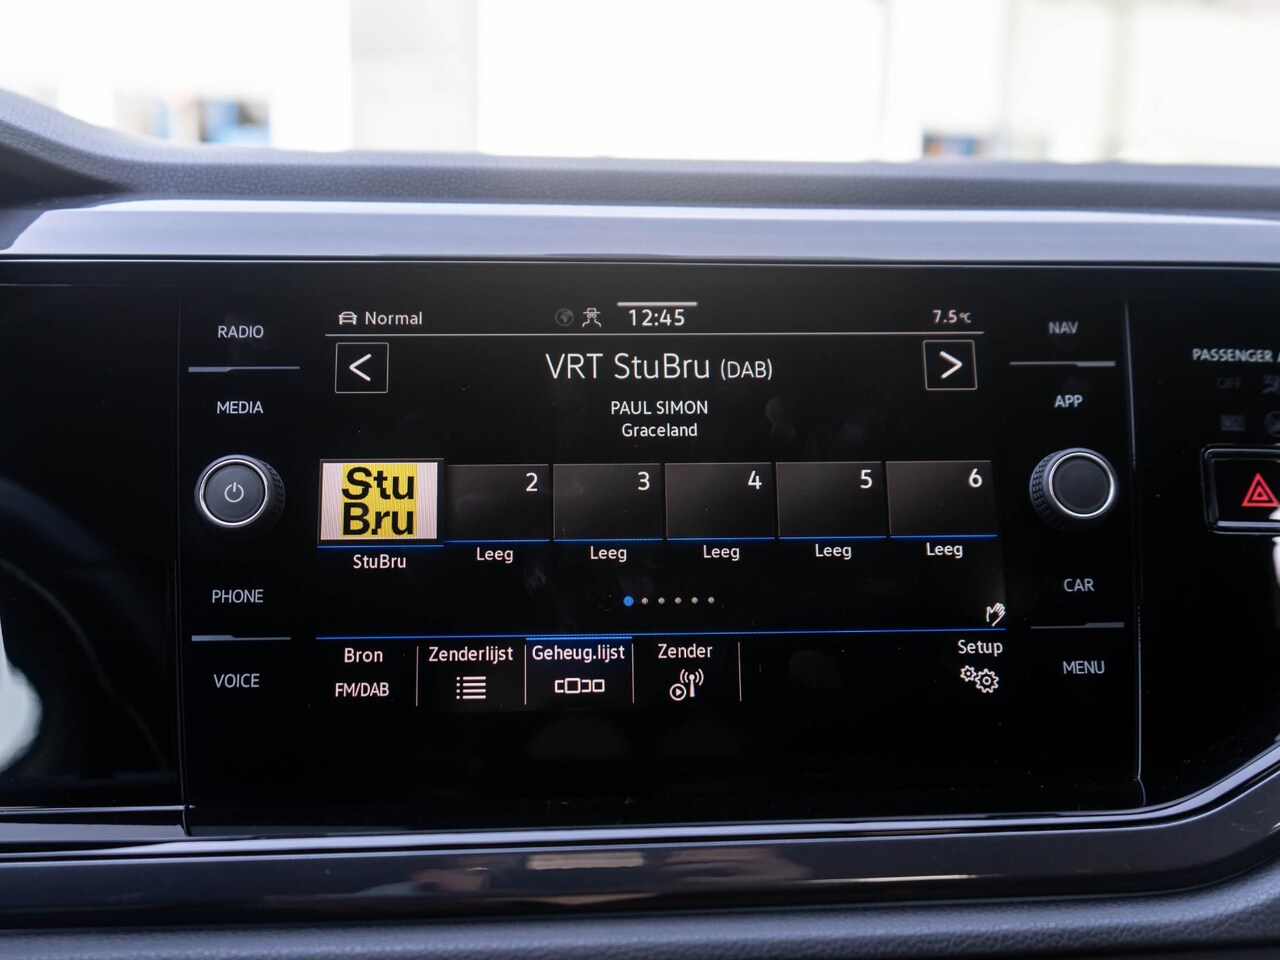 RADIO
MEDIA
PHONE
VOICE
Normal
12:45
7.5°C
<
VRT StuBru (DAB)
>
PAUL SIMON
Graceland
Stu
Bru
2
3
4
5
6
StuBru
Leeg
Leeg
Leeg
Leeg
Leeg
Bron
FM/DAB
Zenderlijst
Geheug.lijst
Zender
Setup
NAV
APP
CAR
MENU
PASSENGER
OFF